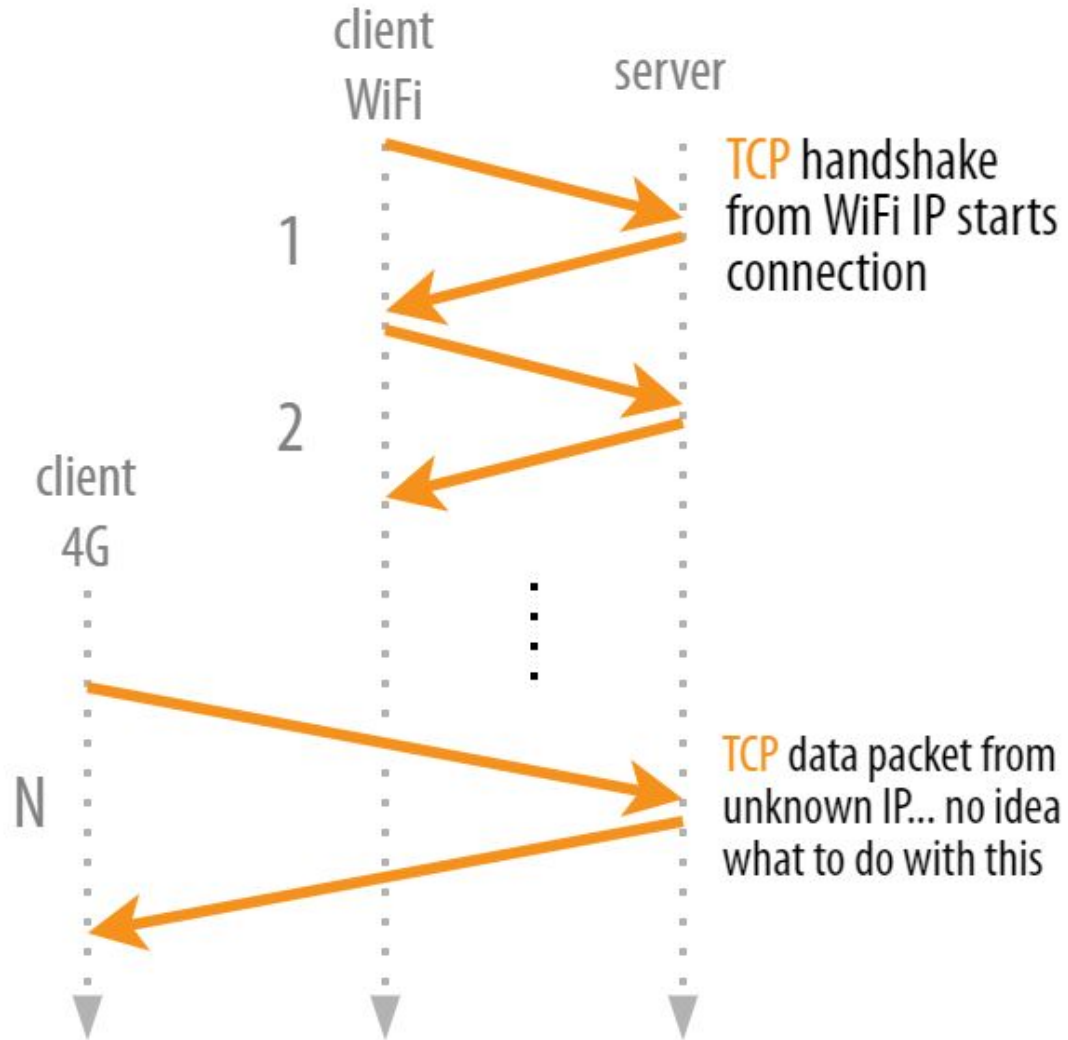 client
WiFi
server
TCP handshake
from WiFi IP starts
connection
1
2
client
4G
N
TCP data packet from
unknown IP... no idea
what to do with this